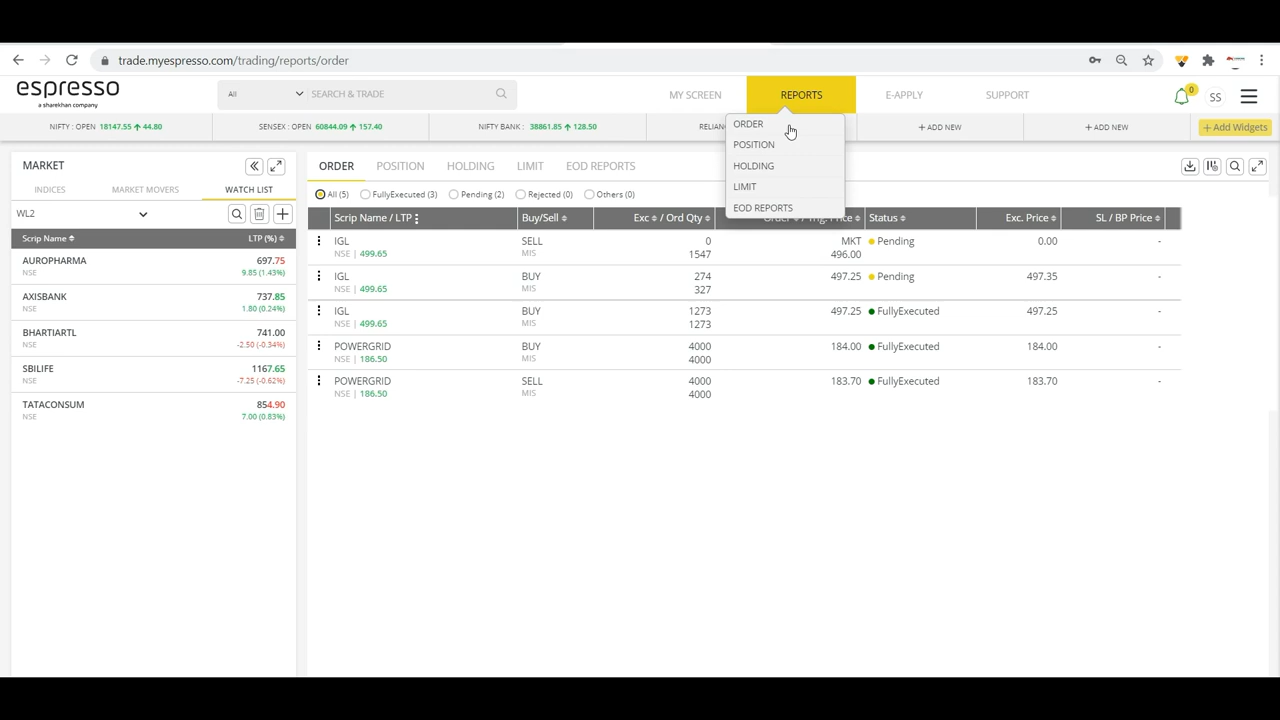 trade.myespresso.com/trading/reports/order
espresso
a sharekhan company
All
SEARCH & TRADE
MY SCREEN
REPORTS
E-APPLY
SUPPORT
0
SS
NIFTY : OPEN 18147.55 44.80
SENSEX : OPEN 60844.09 157.40
NIFTY BANK : 38861.85 128.50
RELIAN
+ ADD NEW
+ ADD NEW
+ Add Widgets
ORDER
POSITION
HOLDING
LIMIT
EOD REPORTS
MARKET
INDICES MARKET MOVERS WATCH LIST
WL2
Scrip Name LTP (%)
AUROPHARMA 697.75
NSE 9.85 (1.43%)
AXISBANK 737.85
NSE 1.80 (0.24%)
BHARTIARTL 741.00
NSE -2.50 (-0.34%)
SBILIFE 1167.65
NSE -7.25 (-0.62%)
TATACONSUM 854.90
NSE 7.00 (0.83%)
ORDER POSITION HOLDING LIMIT EOD REPORTS
All (5) FullyExecuted (3) Pending (2) Rejected (0) Others (0)
Scrip Name / LTP Buy/Sell Exc / Ord Qty Price Status Exc. Price SL / BP Price
IGL SELL 0 MKT Pending 0.00 -
NSE | 499.65 MIS 1547 496.00
IGL BUY 274 497.25 Pending 497.35 -
NSE | 499.65 MIS 327
IGL BUY 1273 497.25 FullyExecuted -
NSE | 499.65 MIS 1273
POWERGRID BUY 4000 184.00 FullyExecuted 184.00 -
NSE | 186.50 MIS 4000
POWERGRID SELL 4000 183.70 FullyExecuted 183.70 -
NSE | 186.50 MIS 4000